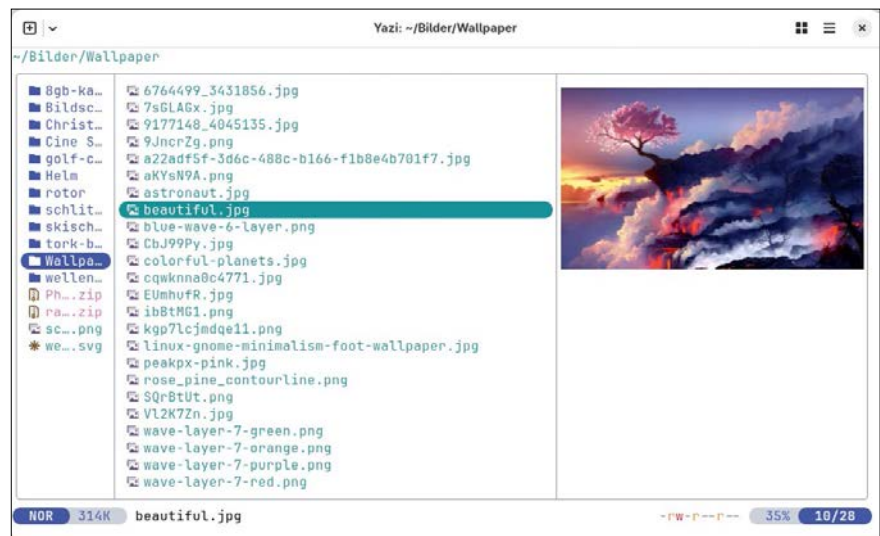 Yazi: ~/Bilder/Wallpaper
~/Bilder/Wallpaper
8gb-ka…
Bildsc…
Christ…
Cine S…
golf-c…
Helm
rotor
schlit…
skisch…
tork-b…
Wallpa…
wellen…
Ph….zip
ra….zip
sc….png
we….svg
6764499_3431856.jpg
7sGLAGx.jpg
9177148_4045135.jpg
9JncrZg.png
a22adf5f-3d6c-488c-b166-f1b8e4b701f7.jpg
aKYsN9A.png
astronaut.jpg
beautiful.jpg
blue-wave-6-layer.png
CbJ99Py.jpg
colorful-planets.jpg
cqwknna0c4771.jpg
EUmhufR.jpg
ibBtMG1.png
kgp7lcjmdqe11.png
linux-gnome-minimalism-foot-wallpaper.jpg
peakpx-pink.jpg
rose_pine_contourline.png
SQrBtUt.png
Vl2K7Zn.jpg
wave-layer-7-green.png
wave-layer-7-orange.png
wave-layer-7-purple.png
wave-layer-7-red.png
NOR 314K beautiful.jpg -rw-r--r-- 35% 10/28